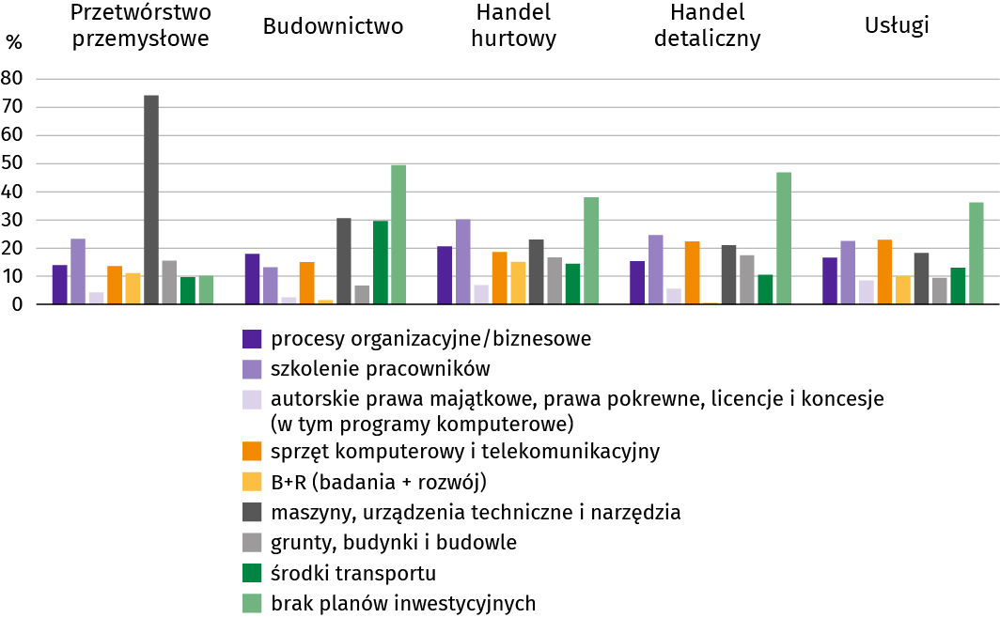 Przetwórstwo
przemysłowe
Budownictwo
Handel
hurtowy
Handel
detaliczny
Usługi
%
80
70
60
50
40
30
20
10
0
procesy organizacyjne/biznesowe
szkolenie pracowników
autorskie prawa majątkowe, prawa pokrewne, licencje i koncesje
(w tym programy komputerowe)
sprzęt komputerowy i telekomunikacyjny
B+R (badania + rozwój)
maszyny, urządzenia techniczne i narzędzia
grunty, budynki i budowle
środki transportu
brak planów inwestycyjnych